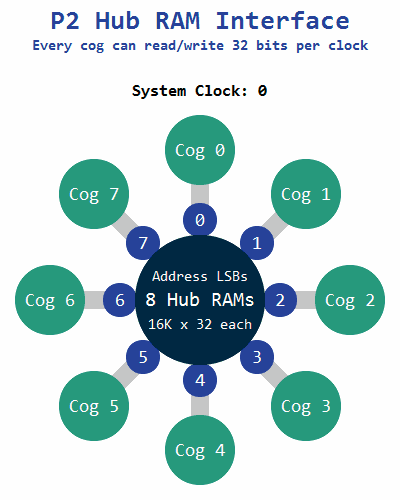 P2 Hub RAM Interface
Every cog can read/write 32 bits per clock
System Clock: 0
Cog 0
Cog 7
Cog 1
0
7
1
Address LSBs
Cog 6
6
8 Hub RAMs
2
Cog 2
16K x 32 each
5
3
4
Cog 5
Cog 3
Cog 4